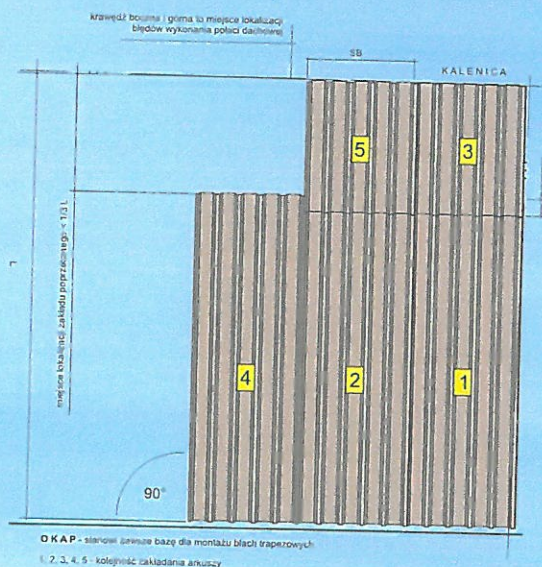 krawędź boczna i górna to miejsce lokalizacji
błędów wykonania połaci dachowej
SB
KALENICA
5
3
miejsce lokalizacji zakładu poprzecznego < 1/3 L
4
2
1
90°
OKAP - stanowi zawsze bazę dla montażu blach trapezowych
1, 2, 3, 4, 5 - kolejność zakładania arkuszy